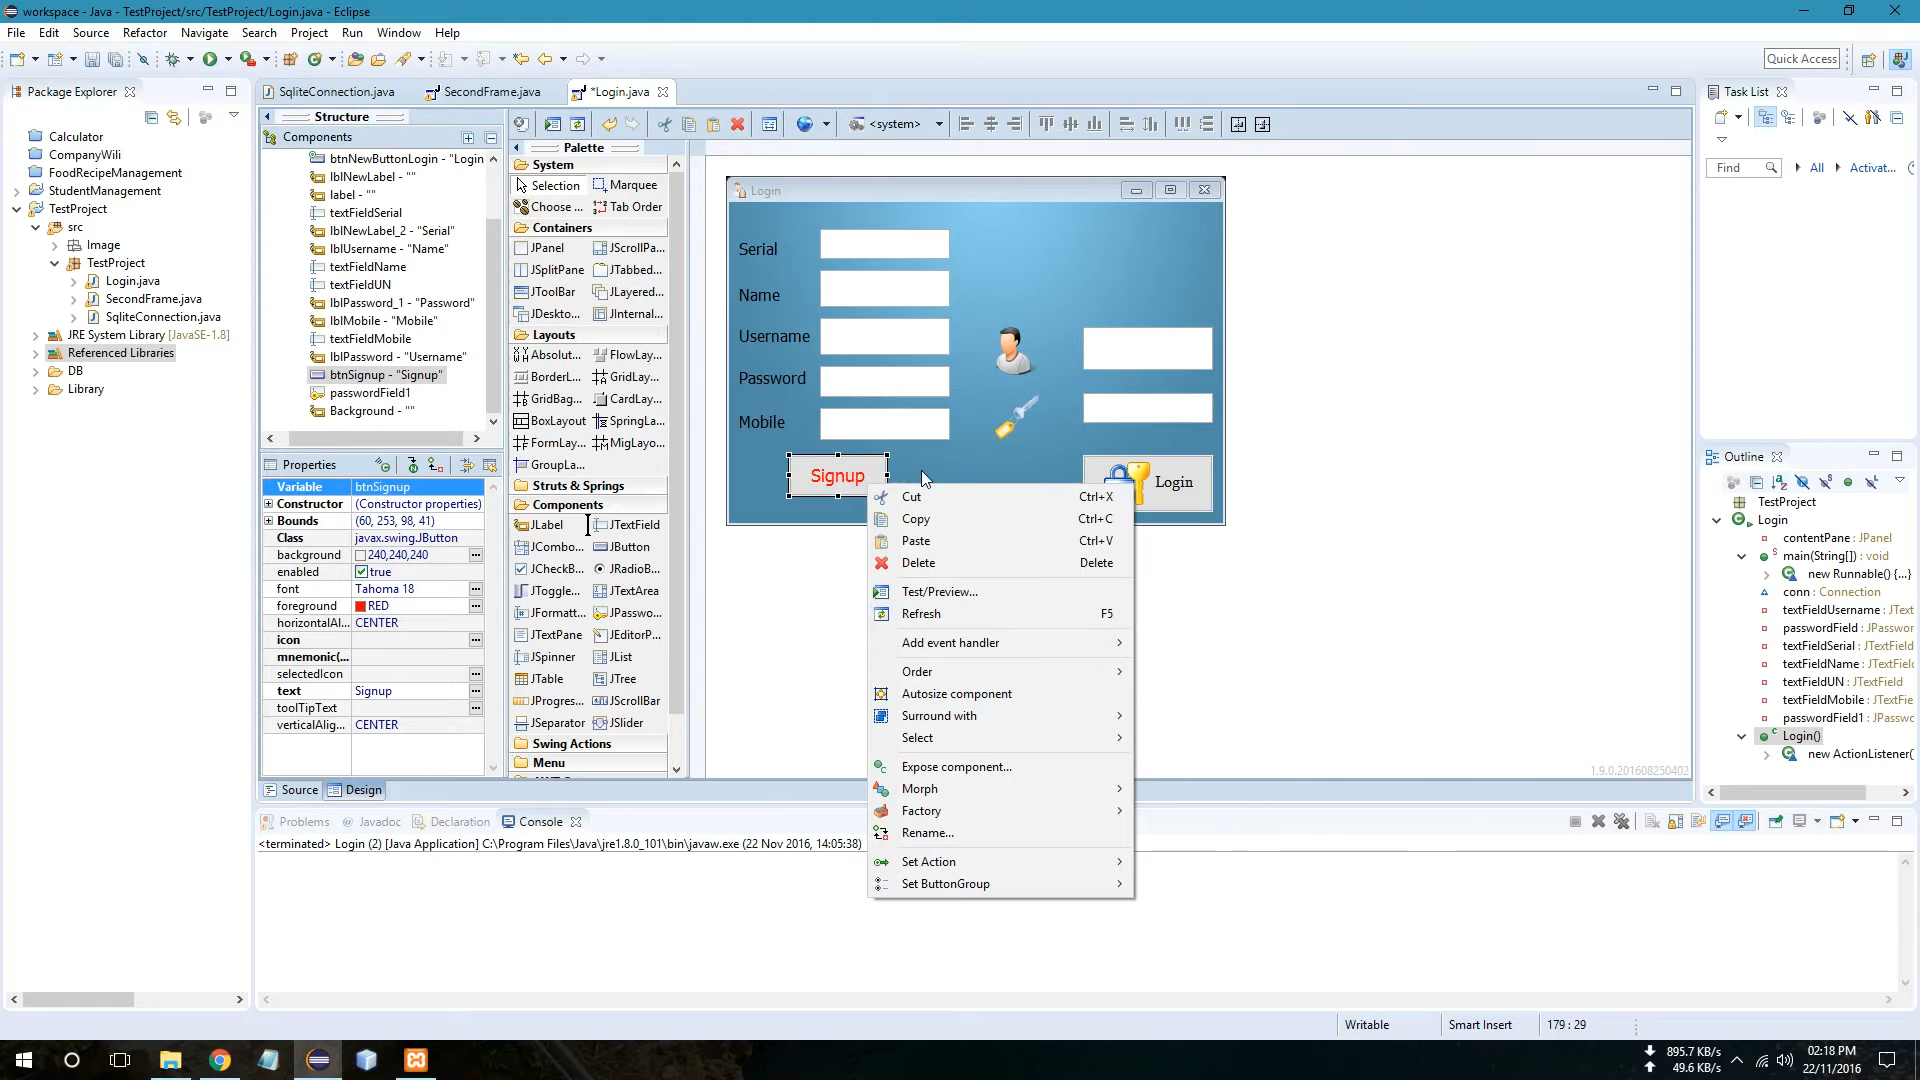 workspace - Java - TestProject/src/TestProject/Login.java - Eclipse
File Edit Source Refactor Navigate Search Project Run Window Help
Quick Access
Package Explorer
Calculator
CompanyWili
FoodRecipeManagement
StudentManagement
TestProject
src
Image
TestProject
Login.java
SecondFrame.java
SqliteConnection.java
JRE System Library [JavaSE-1.8]
Referenced Libraries
DB
Library
SqliteConnection.java SecondFrame.java *Login.java
Structure
Components
btnNewButtonLogin - "Login
lblNewLabel - ""
label - ""
textFieldSerial
lblNewLabel_2 - "Serial"
lblUsername - "Name"
textFieldName
textFieldUN
lblPassword_1 - "Password"
lblMobile - "Mobile"
textFieldMobile
lblPassword - "Username"
btnSignup - "Signup"
passwordField1
Background - ""
Properties
Variable btnSignup
Constructor (Constructor properties)
Bounds (60, 253, 98, 41)
Class javax.swing.JButton
background 240,240,240
enabled true
font Tahoma 18
foreground RED
horizontalAl... CENTER
icon
mnemonic(...
selectedIcon
text Signup
toolTipText
verticalAlig... CENTER
Source Design
<system>
Palette
System
Selection Marquee
Choose ... Tab Order
Containers
JPanel JScrollPa...
JSplitPane JTabbed...
JToolBar JLayered...
JDeskto... JInternal...
Layouts
Absolut... FlowLay...
BorderL... GridLay...
GridBag... CardLay...
BoxLayout SpringLa...
FormLay... MigLayo...
GroupLa...
Struts & Springs
Components
JLabel JTextField
JCombo... JButton
JCheckB... JRadioB...
JToggle... JTextArea
JFormatt... JPasswo...
JTextPane JEditorP...
JSpinner JList
JTable JTree
JProgres... JScrollBar
JSeparator JSlider
Swing Actions
Menu
Login
Serial
Name
Username
Password
Mobile
Signup
Login
Cut Ctrl+X
Copy Ctrl+C
Paste Ctrl+V
Delete Delete
Test/Preview...
Refresh F5
Add event handler
Order
Autosize component
Surround with
Select
Expose component...
Morph
Factory
Rename...
Set Action
Set ButtonGroup
1.9.0.201608250402
Task List
Find All Activat...
Outline
TestProject
Login
contentPane : JPanel
main(String[]) : void
new Runnable() {...}
conn : Connection
textFieldUsername : JText
passwordField : JPasswor
textFieldSerial : JTextField
textFieldName : JTextField
textFieldUN : JTextField
textFieldMobile : JTextFie
passwordField1 : JPasswo
Login()
new ActionListener(
Problems @ Javadoc Declaration Console
<terminated> Login (2) [Java Application] C:\Program Files\Java\jre1.8.0_101\bin\javaw.exe (22 Nov 2016, 14:05:38)
Writable Smart Insert 179 : 29
895.7 KB/s
49.6 KB/s
02:18 PM
22/11/2016